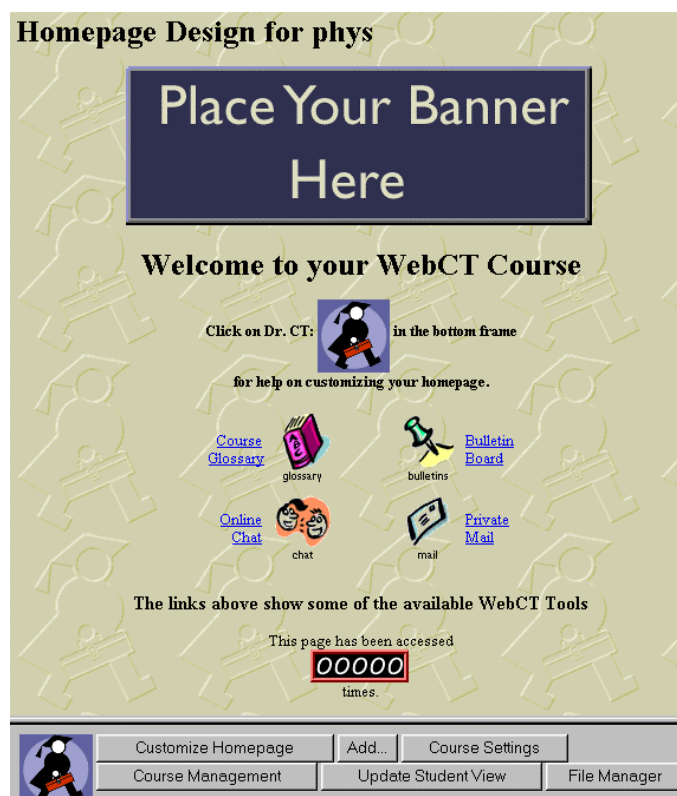 Homepage Design for phys
Place Your Banner
Here
Welcome to your WebCT Course
Click on Dr. CT: in the bottom frame
for help on customizing your homepage.
Course
Glossary
glossary
Bulletin
Board
bulletins
Online
Chat
chat
Private
Mail
mail
The links above show some of the available WebCT Tools
This page has been accessed
00000
times.
Customize Homepage Add... Course Settings
Course Management Update Student View File Manager